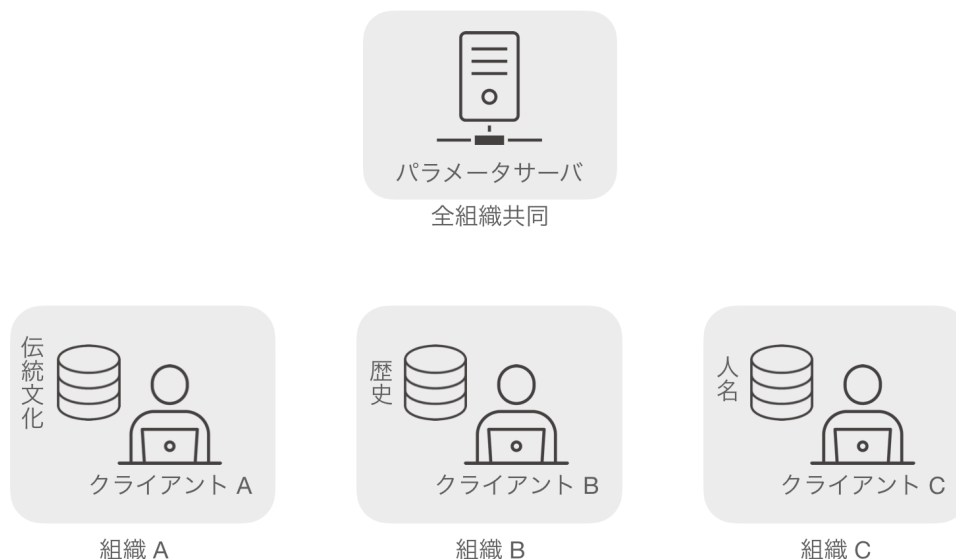 パラメータサーバ
全組織共同
伝統文化
クライアント A
組織 A
歴史
クライアント B
組織 B
人名
クライアント C
組織 C